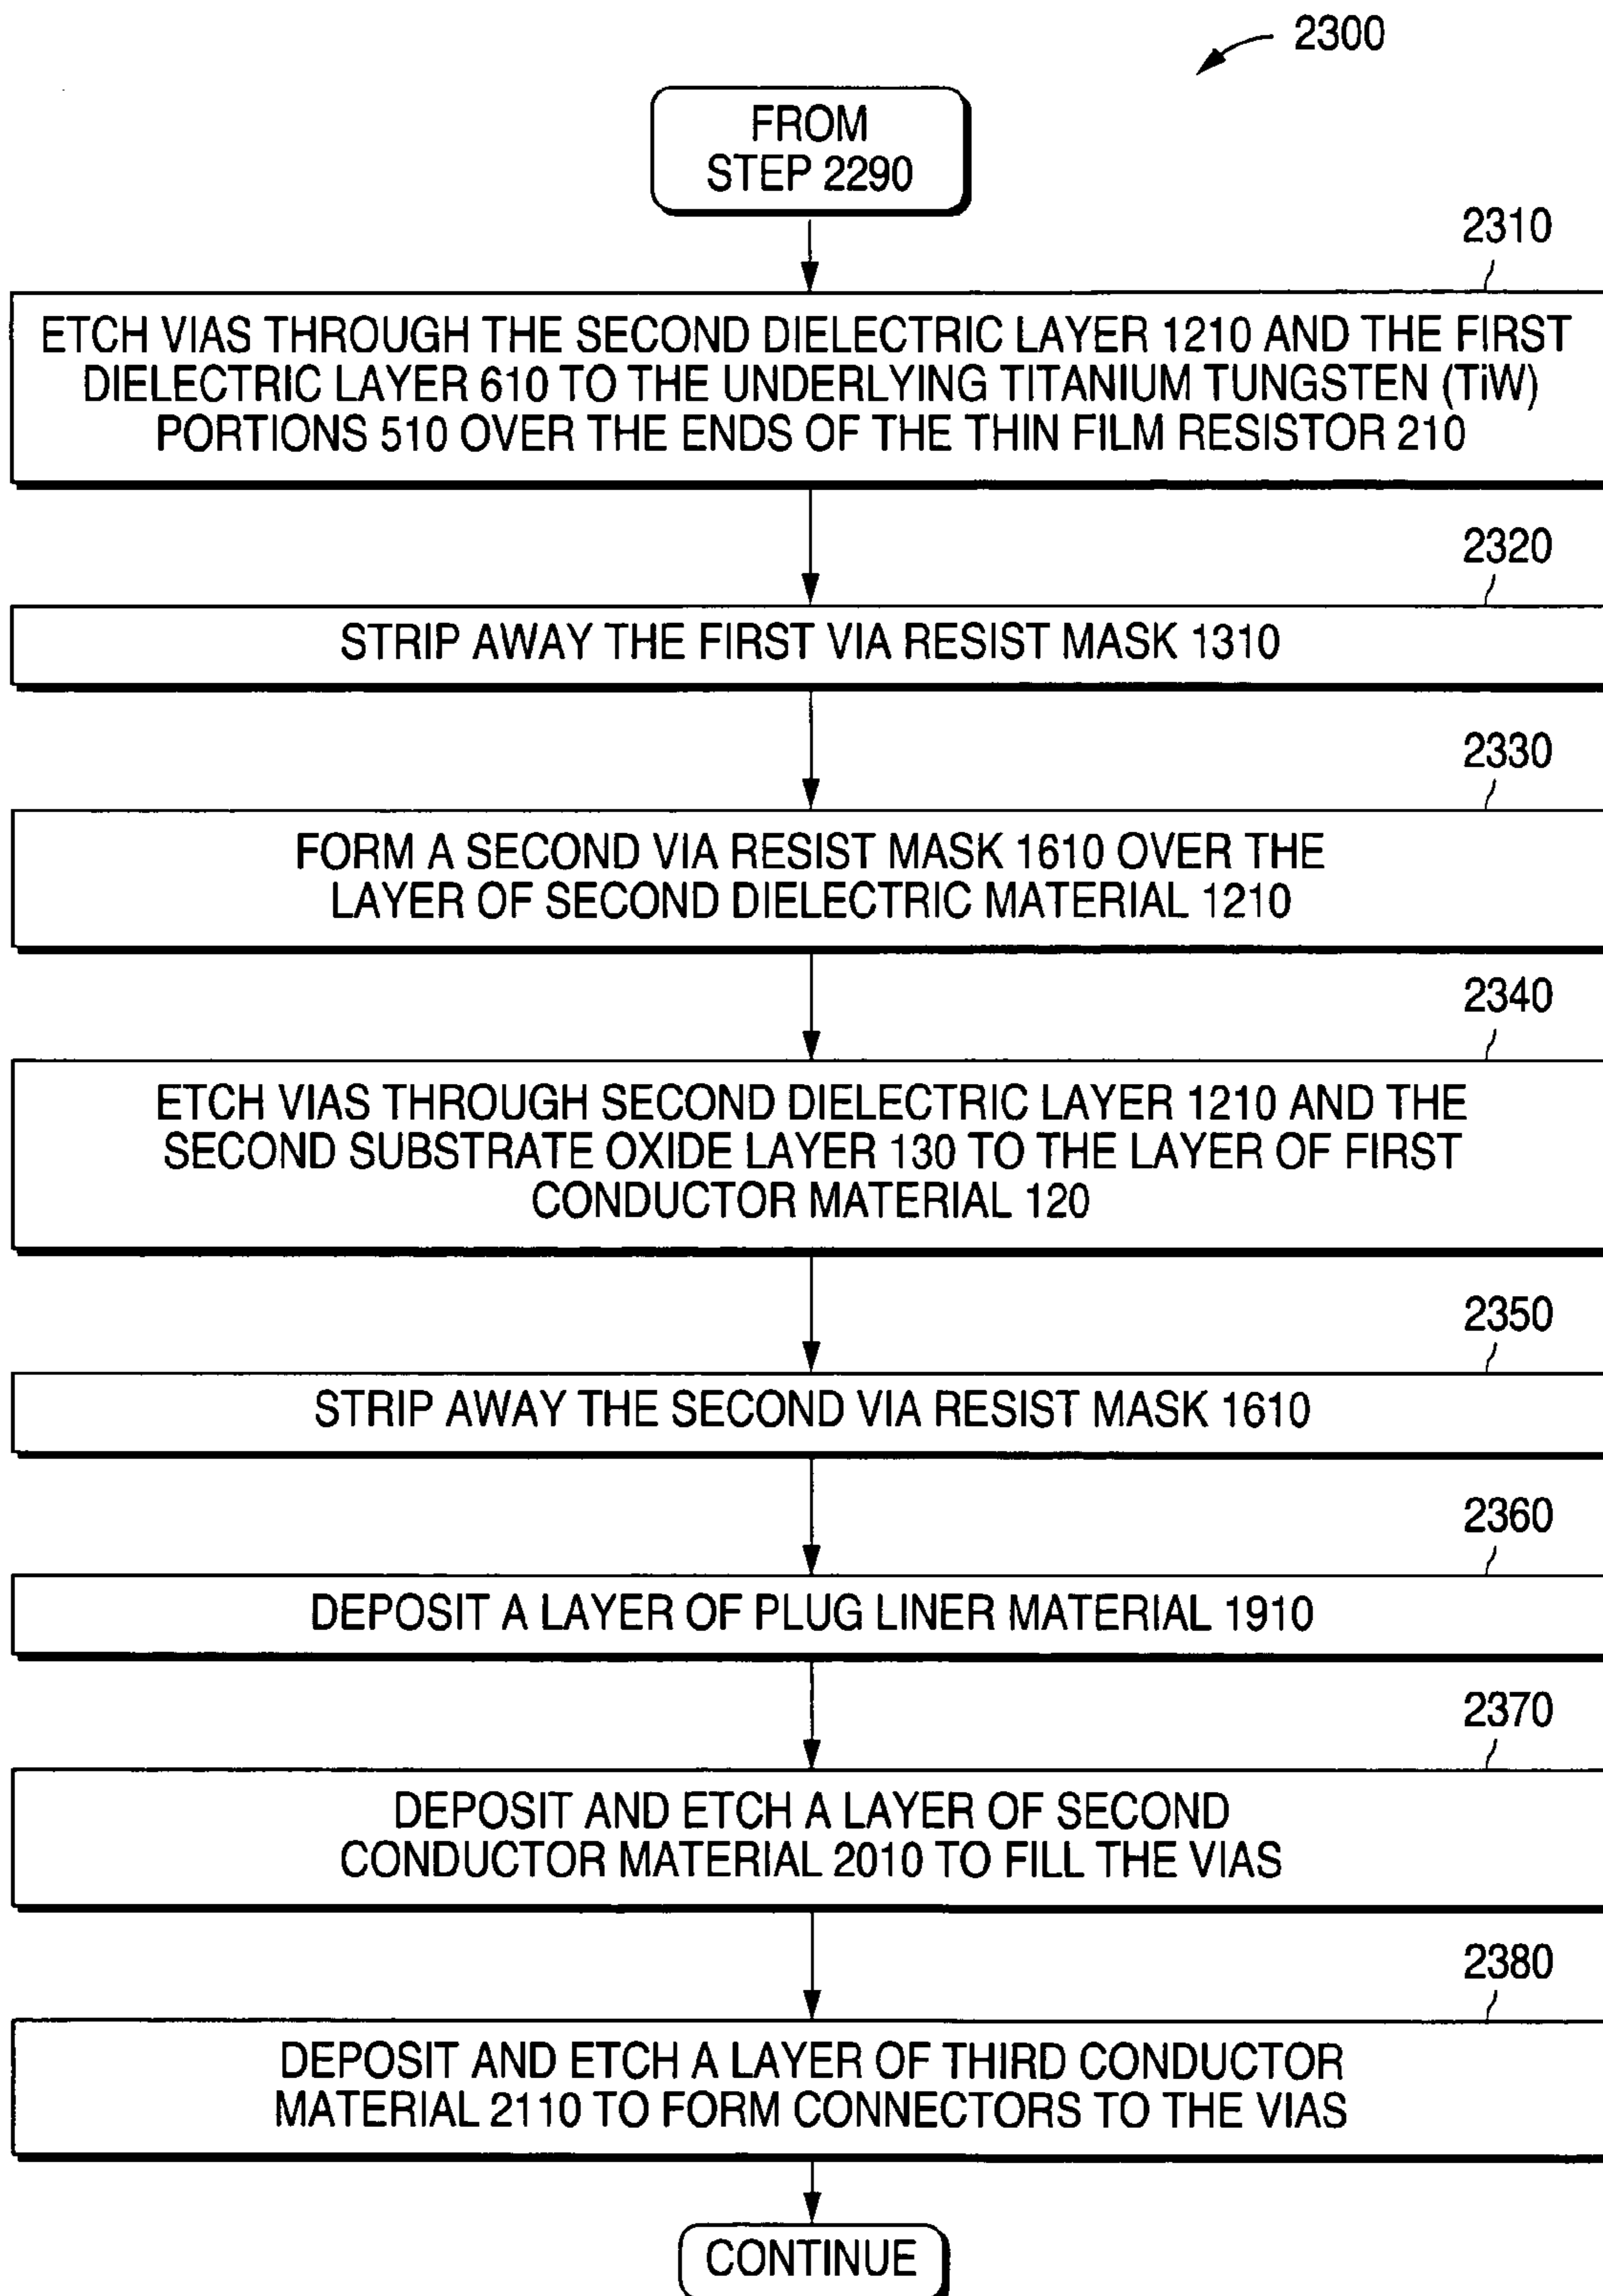 2300
FROM
STEP 2290
2310
ETCH VIAS THROUGH THE SECOND DIELECTRIC LAYER 1210 AND THE FIRST
DIELECTRIC LAYER 610 TO THE UNDERLYING TITANIUM TUNGSTEN (TiW)
PORTIONS 510 OVER THE ENDS OF THE THIN FILM RESISTOR 210
2320
STRIP AWAY THE FIRST VIA RESIST MASK 1310
2330
FORM A SECOND VIA RESIST MASK 1610 OVER THE
LAYER OF SECOND DIELECTRIC MATERIAL 1210
2340
ETCH VIAS THROUGH SECOND DIELECTRIC LAYER 1210 AND THE
SECOND SUBSTRATE OXIDE LAYER 130 TO THE LAYER OF FIRST
CONDUCTOR MATERIAL 120
2350
STRIP AWAY THE SECOND VIA RESIST MASK 1610
2360
DEPOSIT A LAYER OF PLUG LINER MATERIAL 1910
2370
DEPOSIT AND ETCH A LAYER OF SECOND
CONDUCTOR MATERIAL 2010 TO FILL THE VIAS
2380
DEPOSIT AND ETCH A LAYER OF THIRD CONDUCTOR
MATERIAL 2110 TO FORM CONNECTORS TO THE VIAS
CONTINUE